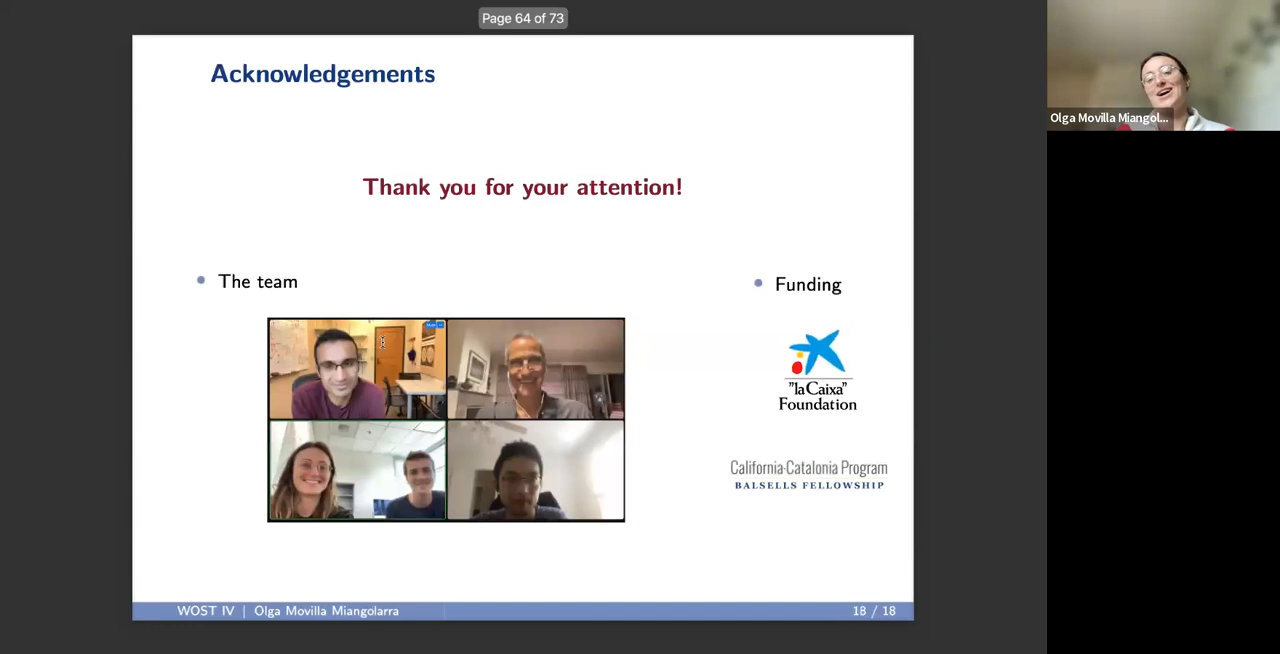 Page 64 of 73
Acknowledgements
Thank you for your attention!
The team
Funding
"la Caixa"
Foundation
California-Catalonia Program
BALSELLS FELLOWSHIP
WOST IV | Olga Movilla Miangolarra
18 / 18
Olga Movilla Miangol...